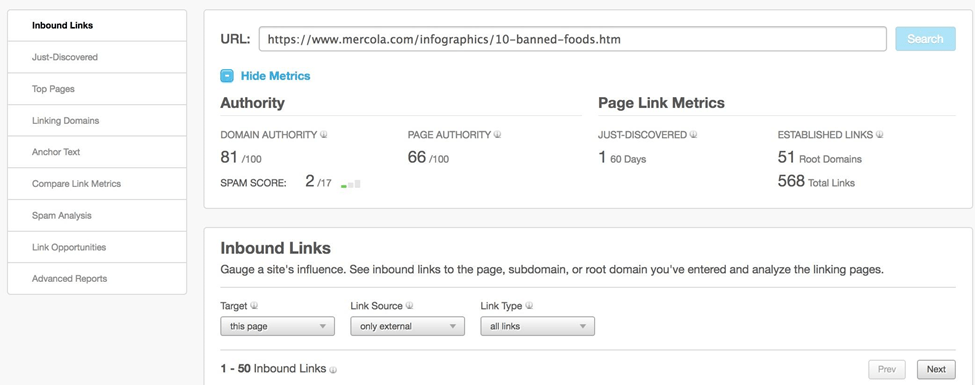 Inbound Links
Just-Discovered
Top Pages
Linking Domains
Anchor Text
Compare Link Metrics
Spam Analysis
Link Opportunities
Advanced Reports
URL: https://www.mercola.com/infographics/10-banned-foods.htm Search
Hide Metrics
Authority
DOMAIN AUTHORITY PAGE AUTHORITY
81 /100 66 /100
SPAM SCORE: 2 /17
Page Link Metrics
JUST-DISCOVERED ESTABLISHED LINKS
1 60 Days 51 Root Domains
568 Total Links
Inbound Links
Gauge a site's influence. See inbound links to the page, subdomain, or root domain you've entered and analyze the linking pages.
Target Link Source Link Type
this page only external all links
1 - 50 Inbound Links Prev Next